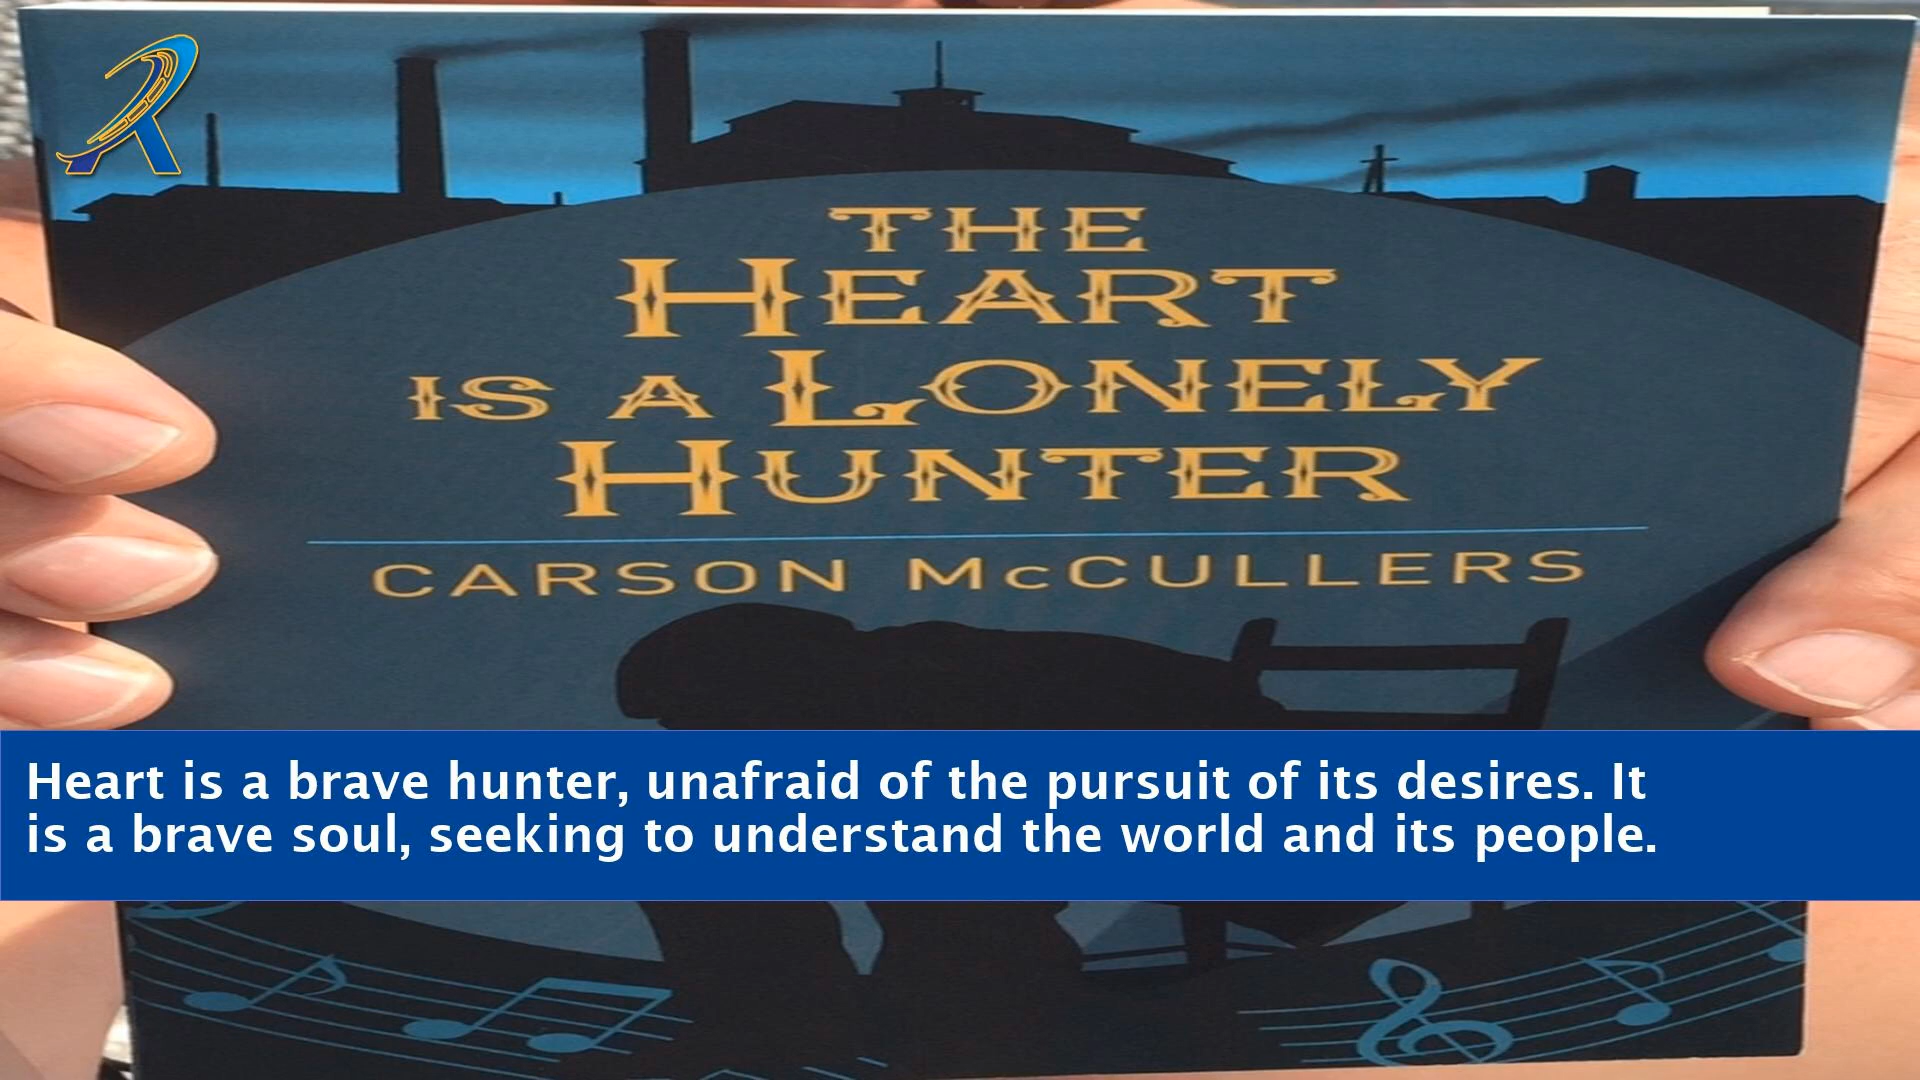 THE
HEART
IS A LONELY
HUNTER
CARSON McCULLERS
Heart is a brave hunter, unafraid of the pursuit of its desires. It
is a brave soul, seeking to understand the world and its people.